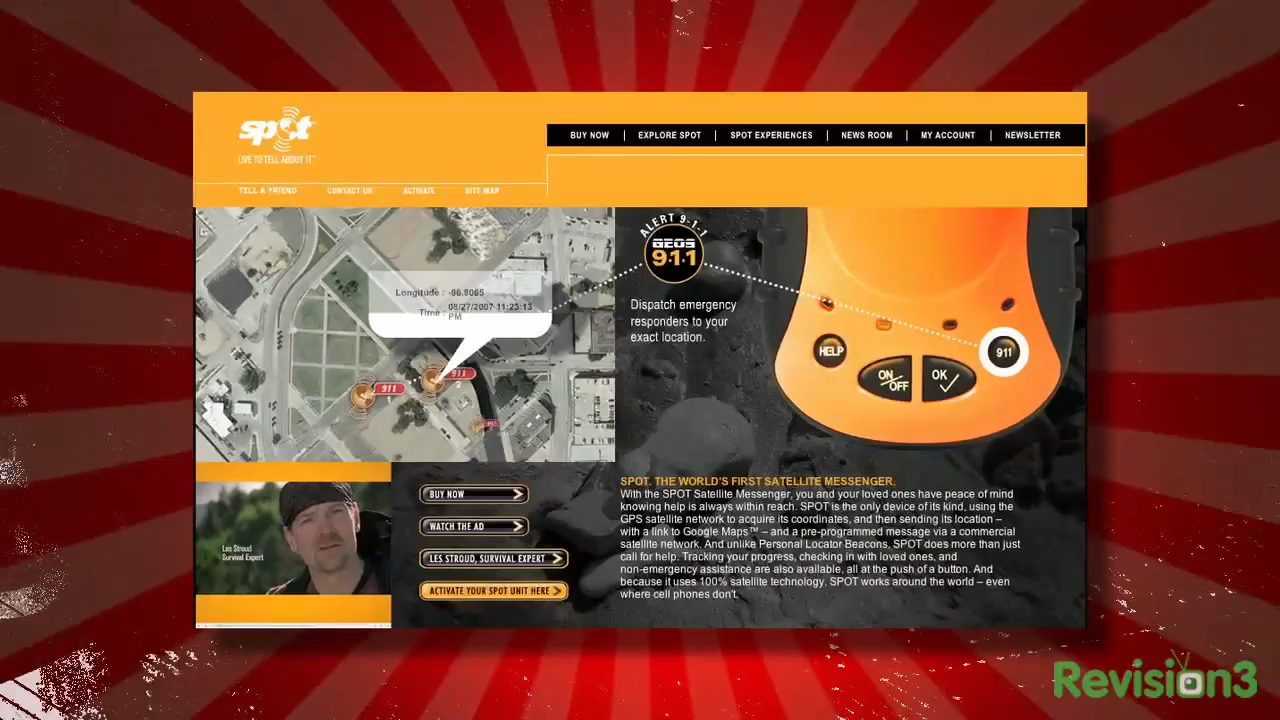 spot
LIVE TO TELL ABOUT IT™
BUY NOW | EXPLORE SPOT | SPOT EXPERIENCES | NEWS ROOM | MY ACCOUNT | NEWSLETTER
TELL A FRIEND CONTACT US ACTIVATE SITE MAP
Longitude : -96.8065
Time : 08/27/2007 11:23:13
PM
911
1
911
2
ALERT 9-1-1
GEOS
9·1·1
Dispatch emergency
responders to your
exact location.
HELP
ON/OFF
OK
911
Les Stroud
Survival Expert
BUY NOW
WATCH THE AD
LES STROUD, SURVIVAL EXPERT
ACTIVATE YOUR SPOT UNIT HERE
SPOT. THE WORLD'S FIRST SATELLITE MESSENGER.
With the SPOT Satellite Messenger, you and your loved ones have peace of mind
knowing help is always within reach. SPOT is the only device of its kind, using the
GPS satellite network to acquire its coordinates, and then sending its location –
with a link to Google Maps™ – and a pre-programmed message via a commercial
satellite network. And unlike Personal Locator Beacons, SPOT does more than just
call for help. Tracking your progress, checking in with loved ones, and
non-emergency assistance are also available, all at the push of a button. And
because it uses 100% satellite technology, SPOT works around the world – even
where cell phones don't.
Revision3